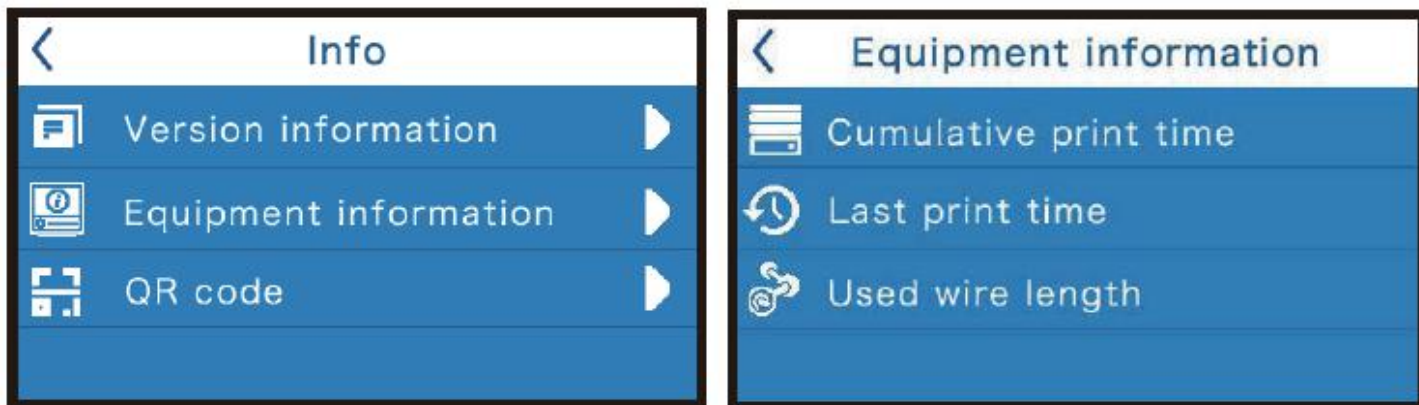 Info
Version information
Equipment information
QR code
Equipment information
Cumulative print time
Last print time
Used wire length